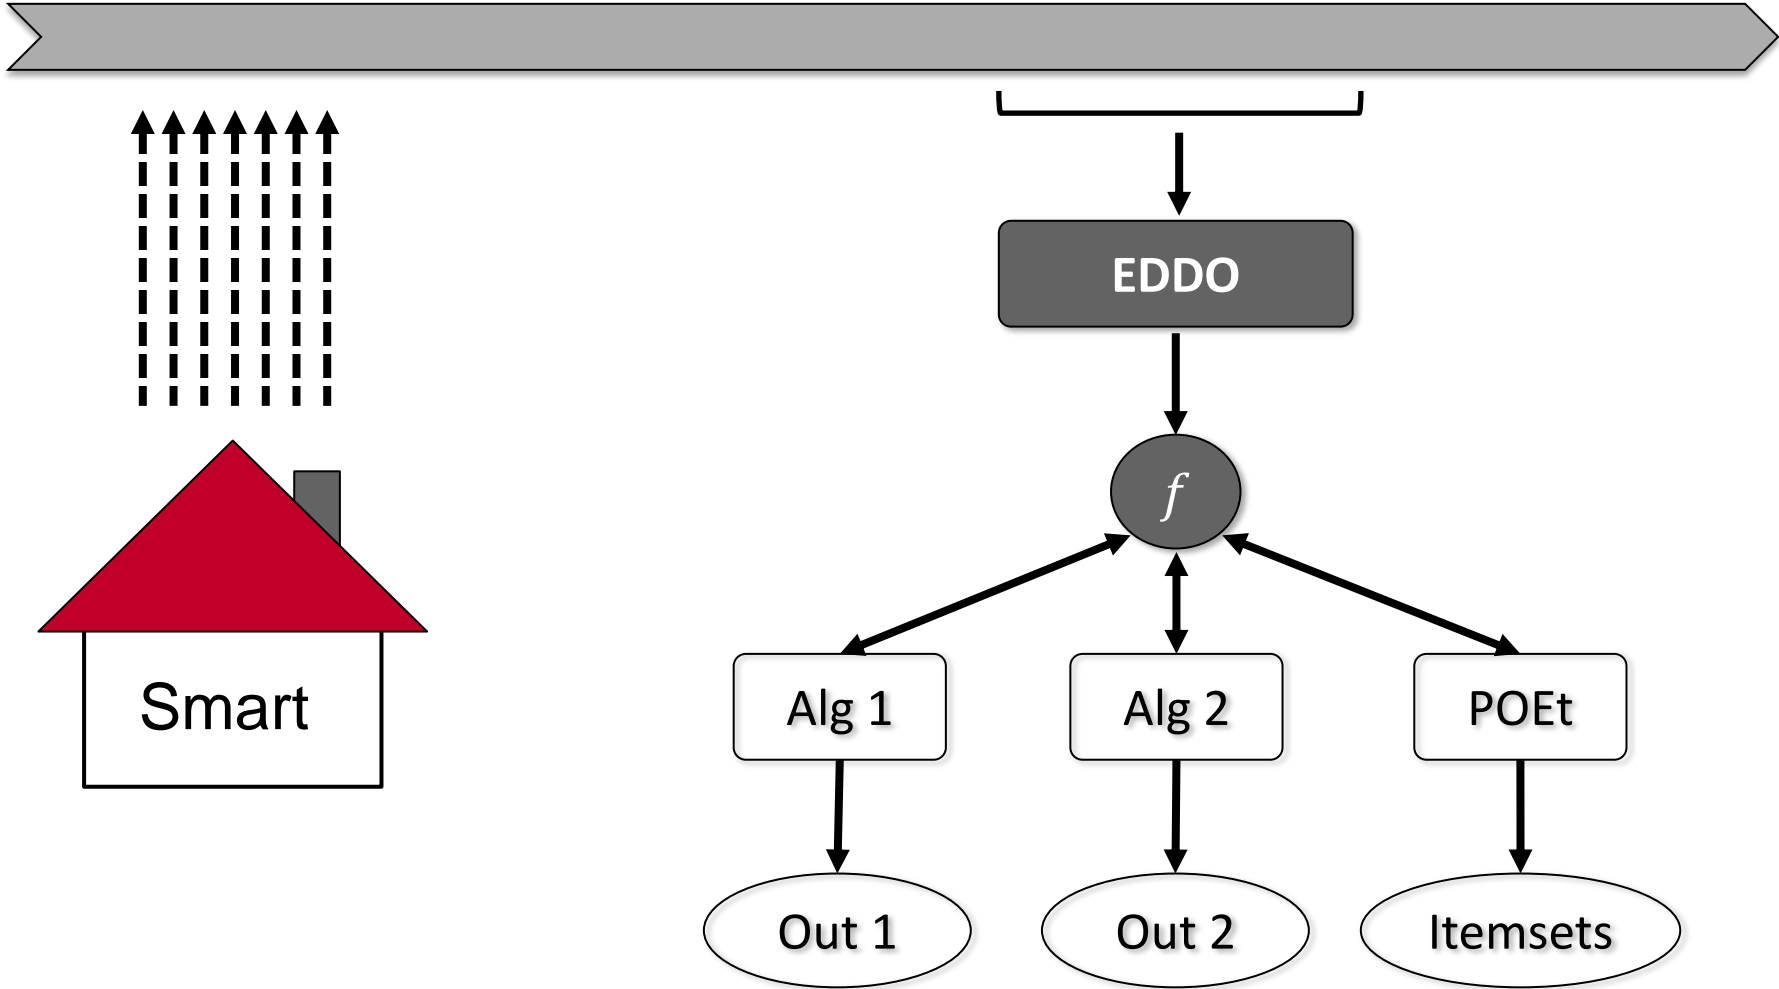 EDDO
f
Smart
Alg 1
Alg 2
POEt
Out 1
Out 2
Itemsets